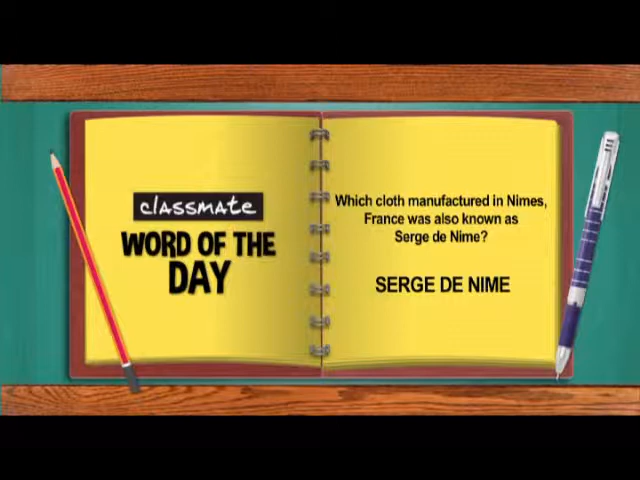 classmate
WORD OF THE
DAY
Which cloth manufactured in Nimes,
France was also known as
Serge de Nime?
SERGE DE NIME